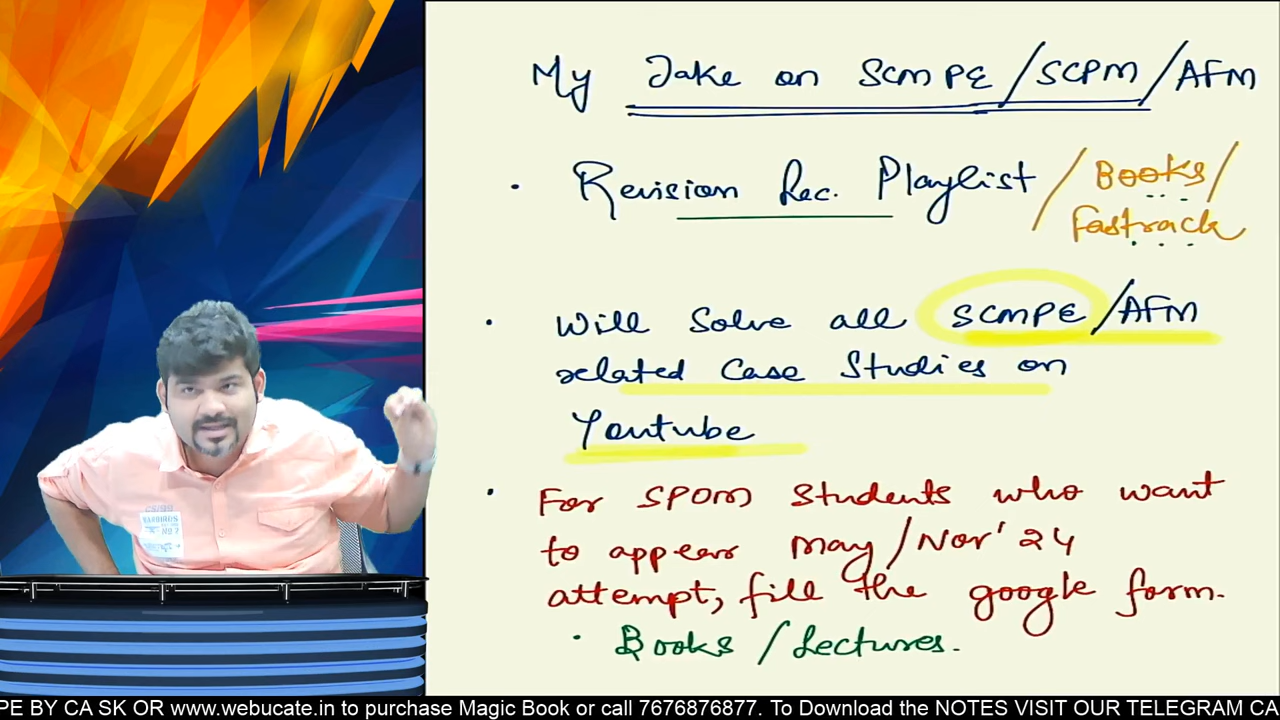 My Take on SCMPE/SCPM/AFM
• Revision Rec. Playlist / Books/
Fastrack
• Will Solve all SCMPE/AFM
related Case Studies on
Youtube
• For SPOM Students who want
to appear May/Nov' 24
attempt, fill the google form.
• Books / Lectures.
PE BY CA SK OR www.webucate.in to purchase Magic Book or call 7676876877. To Download the NOTES VISIT OUR TELEGRAM CA